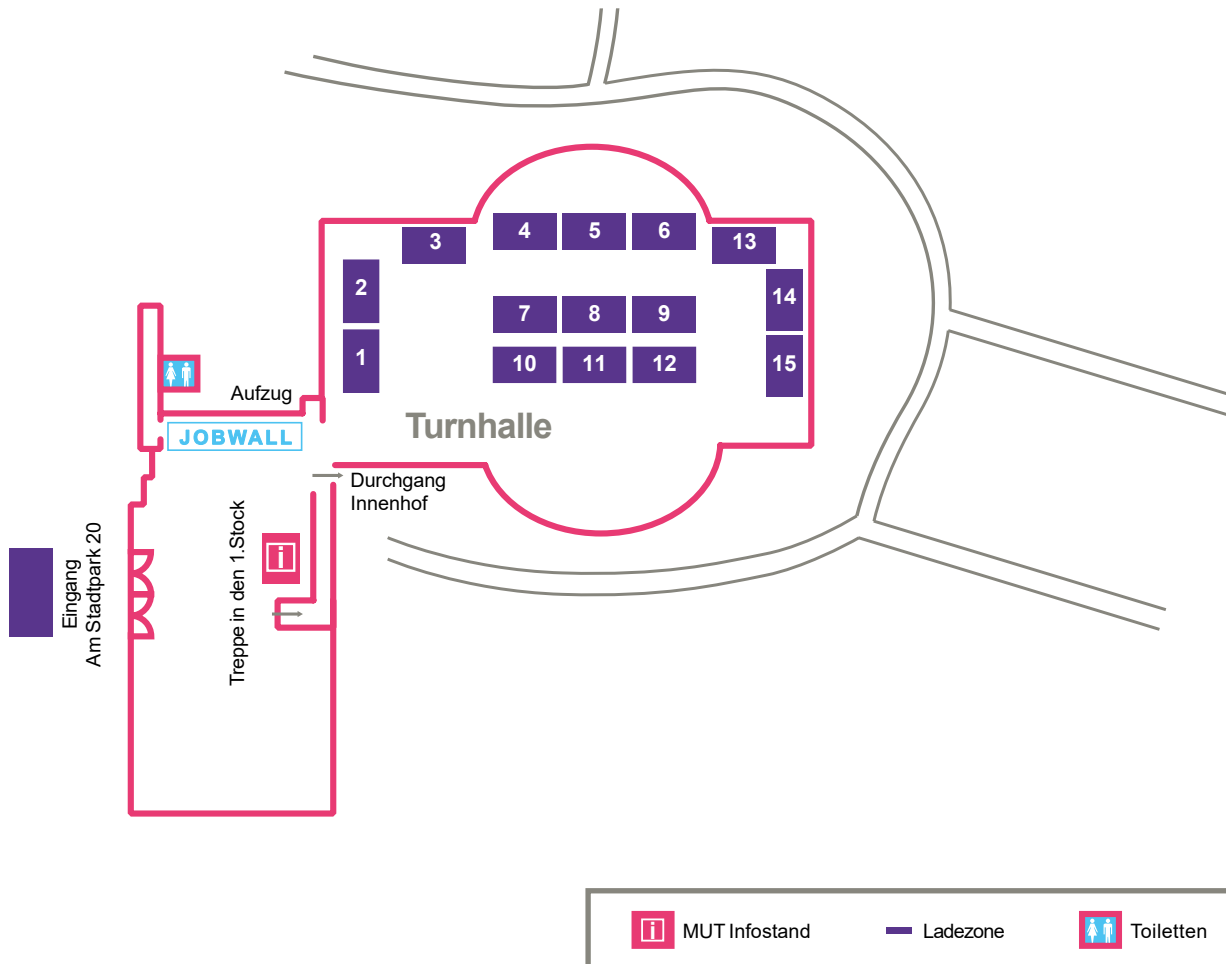 4
5
6
3
13
2
14
7
8
9
1
10
11
12
15
Aufzug
JOBWALL
Turnhalle
Durchgang
Innenhof
i
Eingang
Am Stadtpark 20
Treppe in den 1.Stock
i
MUT Infostand
Ladezone
Toiletten